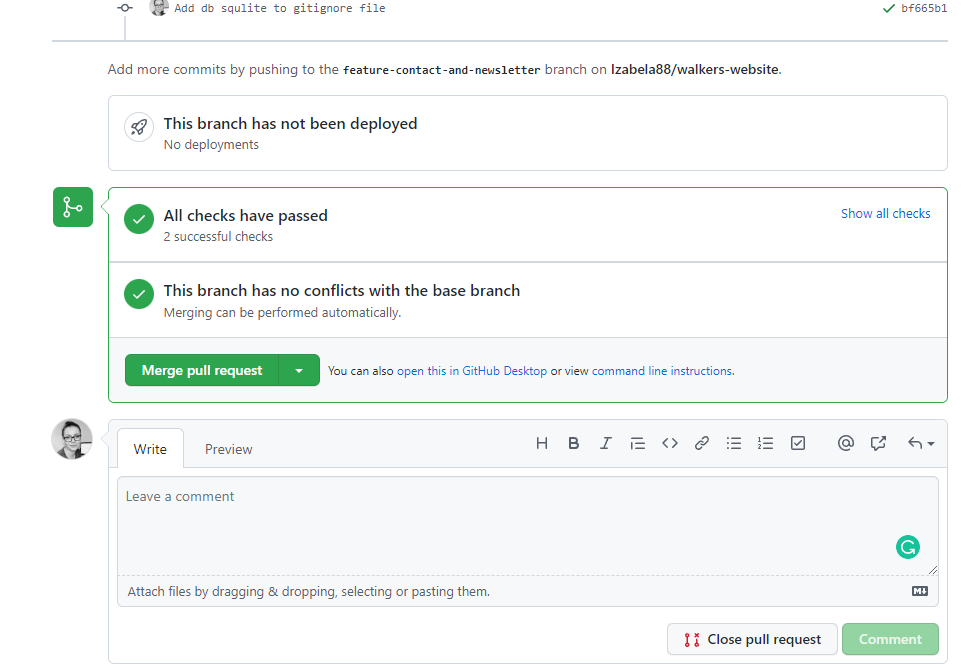 Add db squlite to gitignore file bf665b1
Add more commits by pushing to the feature-contact-and-newsletter branch on Izabela88/walkers-website.
This branch has not been deployed
No deployments
All checks have passed
Show all checks
2 successful checks
This branch has no conflicts with the base branch
Merging can be performed automatically.
Merge pull request You can also open this in GitHub Desktop or view command line instructions.
Write Preview
Leave a comment
Attach files by dragging & dropping, selecting or pasting them.
Close pull request Comment